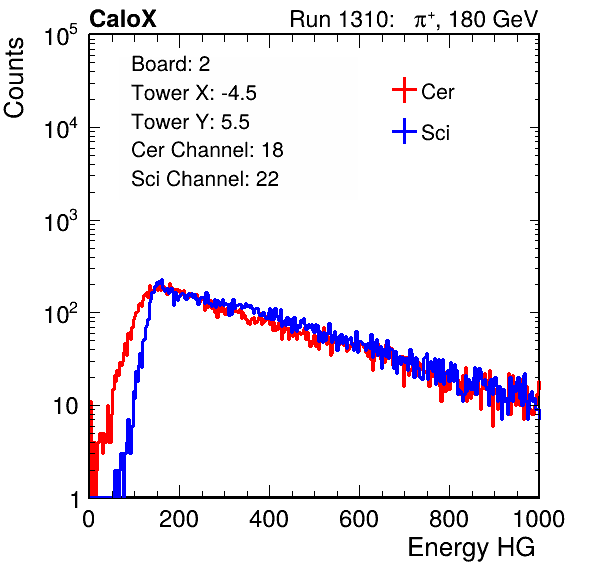 CaloX Run 1310: π⁺, 180 GeV
Counts
10⁵
10⁴
10³
10²
10
1
Board: 2
Tower X: -4.5
Tower Y: 5.5
Cer Channel: 18
Sci Channel: 22
Cer
Sci
0 200 400 600 800 1000
Energy HG